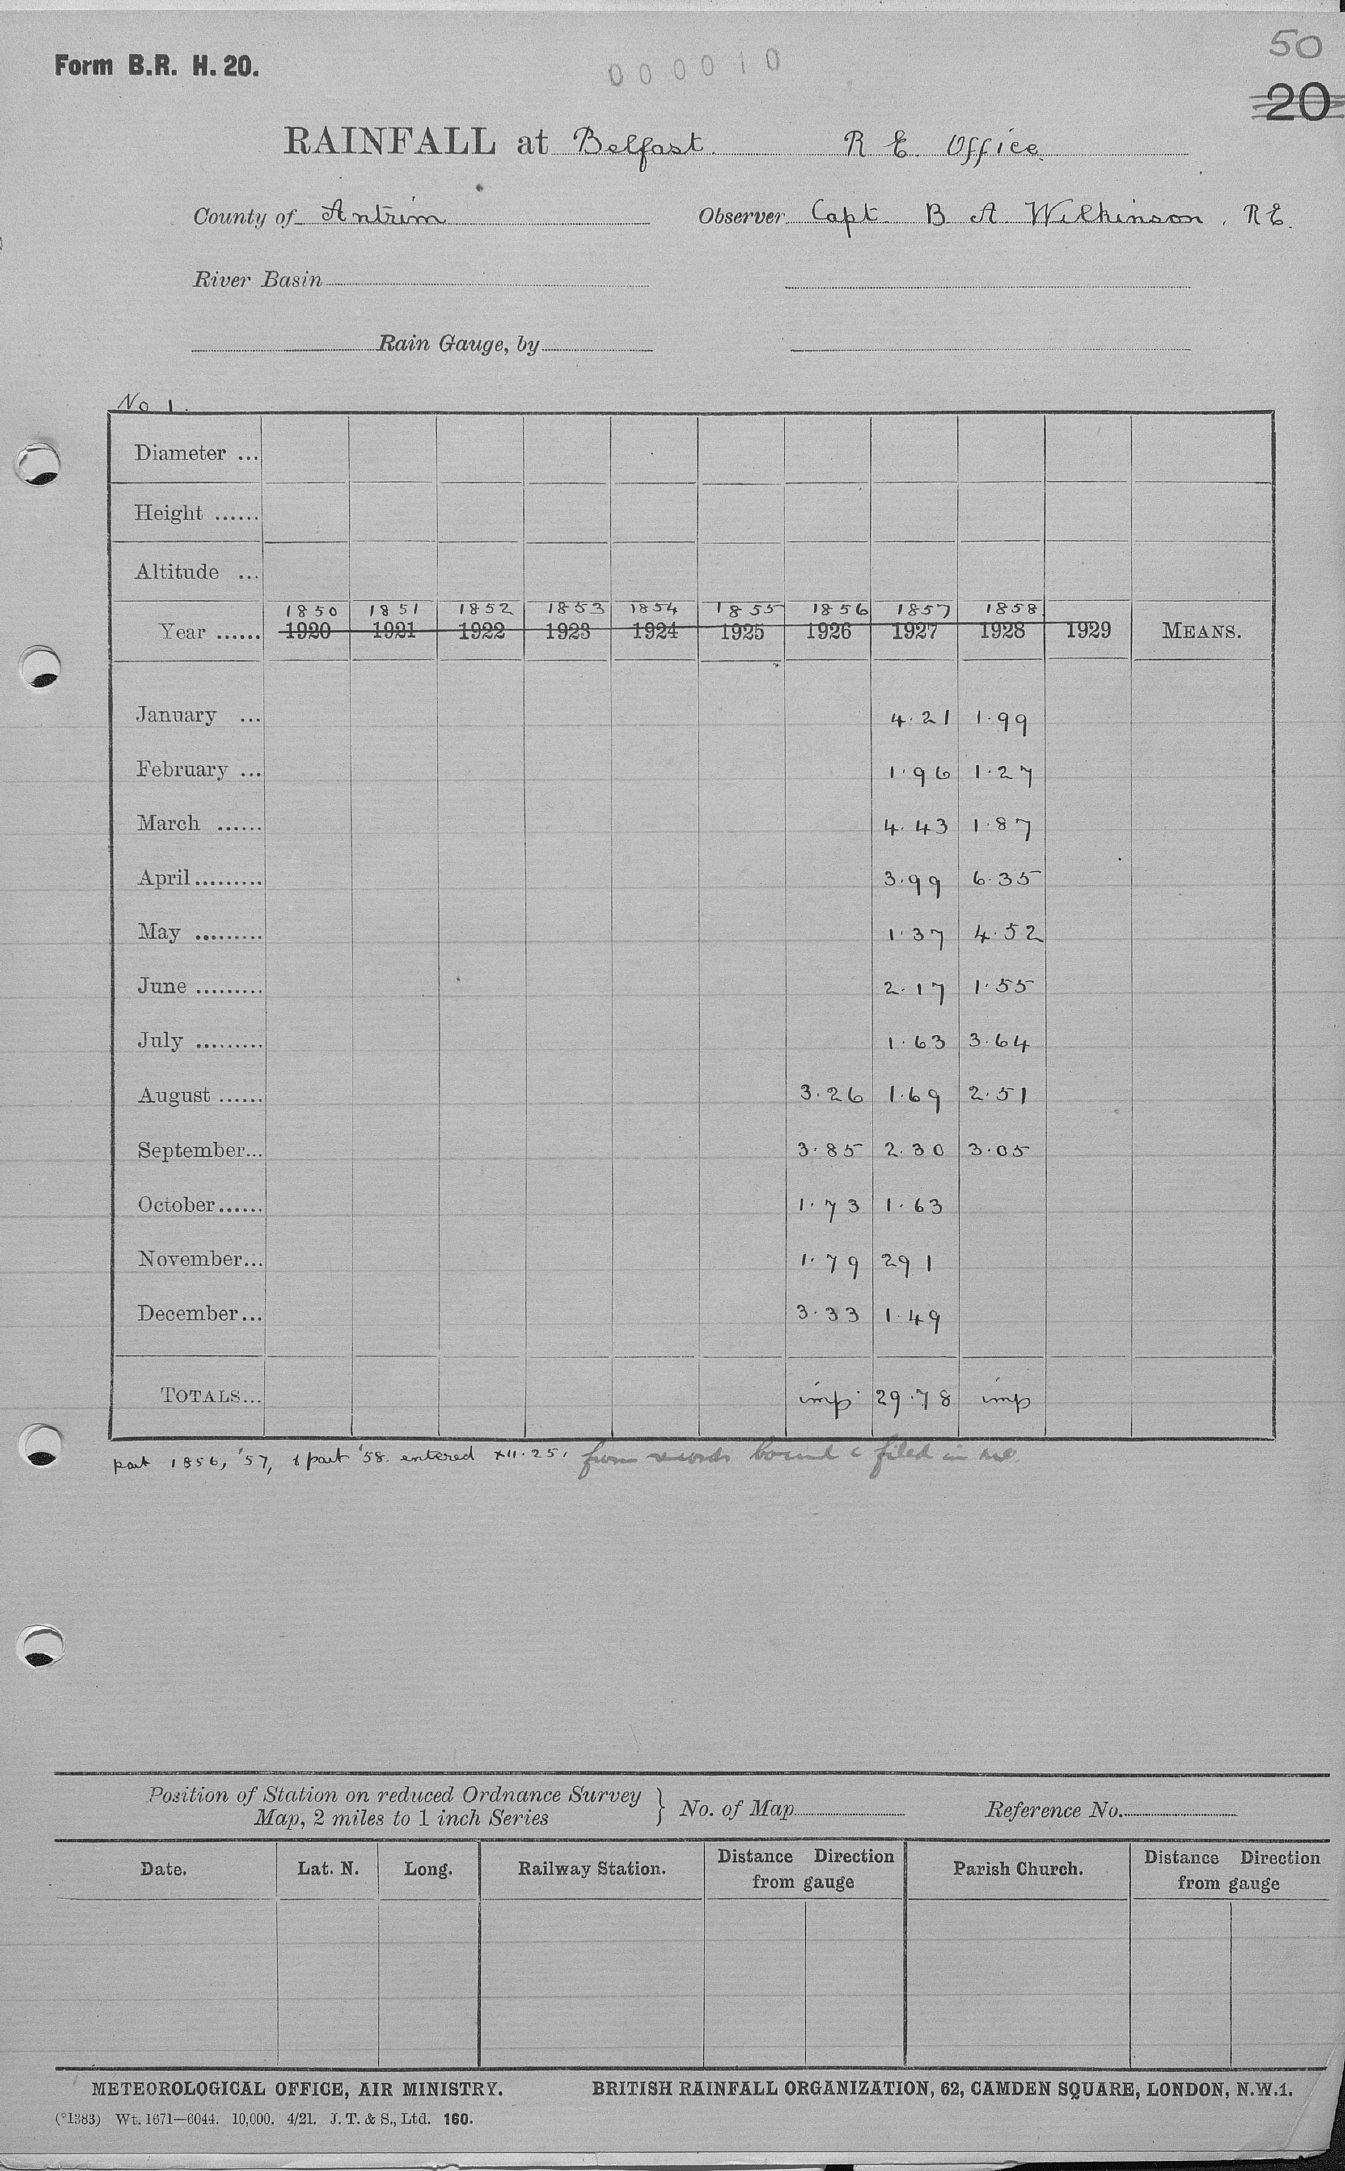 Form B.R. H. 20.
000010
50
20
RAINFALL at Belfast. R E. Office.
County of Antrim Observer Capt. B A Wilkinson, R E.
River Basin
Rain Gauge, by
No 1.
Diameter ...
Height ......
Altitude ...
1850 1851 1852 1853 1854 1855 1856 1857 1858
Year ...... 1920 1921 1922 1923 1924 1925 1926 1927 1928 1929 MEANS.
January ... 4.21 1.99
February ... 1.96 1.27
March ...... 4.43 1.87
April ......... 3.99 6.35
May ......... 1.37 4.52
June ......... 2.17 1.55
July ......... 1.63 3.64
August ...... 3.26 1.69 2.51
September... 3.85 2.30 3.05
October ...... 1.73 1.63
November... 1.79 291
December... 3.33 1.49
TOTALS... imp. 29.78 imp
part 1856, '57, & part '58. entered XII.25, from records bound & filed in
Position of Station on reduced Ordnance Survey
Map, 2 miles to 1 inch Series } No. of Map Reference No.
Date. Lat. N. Long. Railway Station. Distance Direction from gauge Parish Church. Distance Direction from gauge
METEOROLOGICAL OFFICE, AIR MINISTRY. BRITISH RAINFALL ORGANIZATION, 62, CAMDEN SQUARE, LONDON, N.W.1.
(*1383) Wt. 1671—6044. 10,000. 4/21. J. T. & S., Ltd. 160.